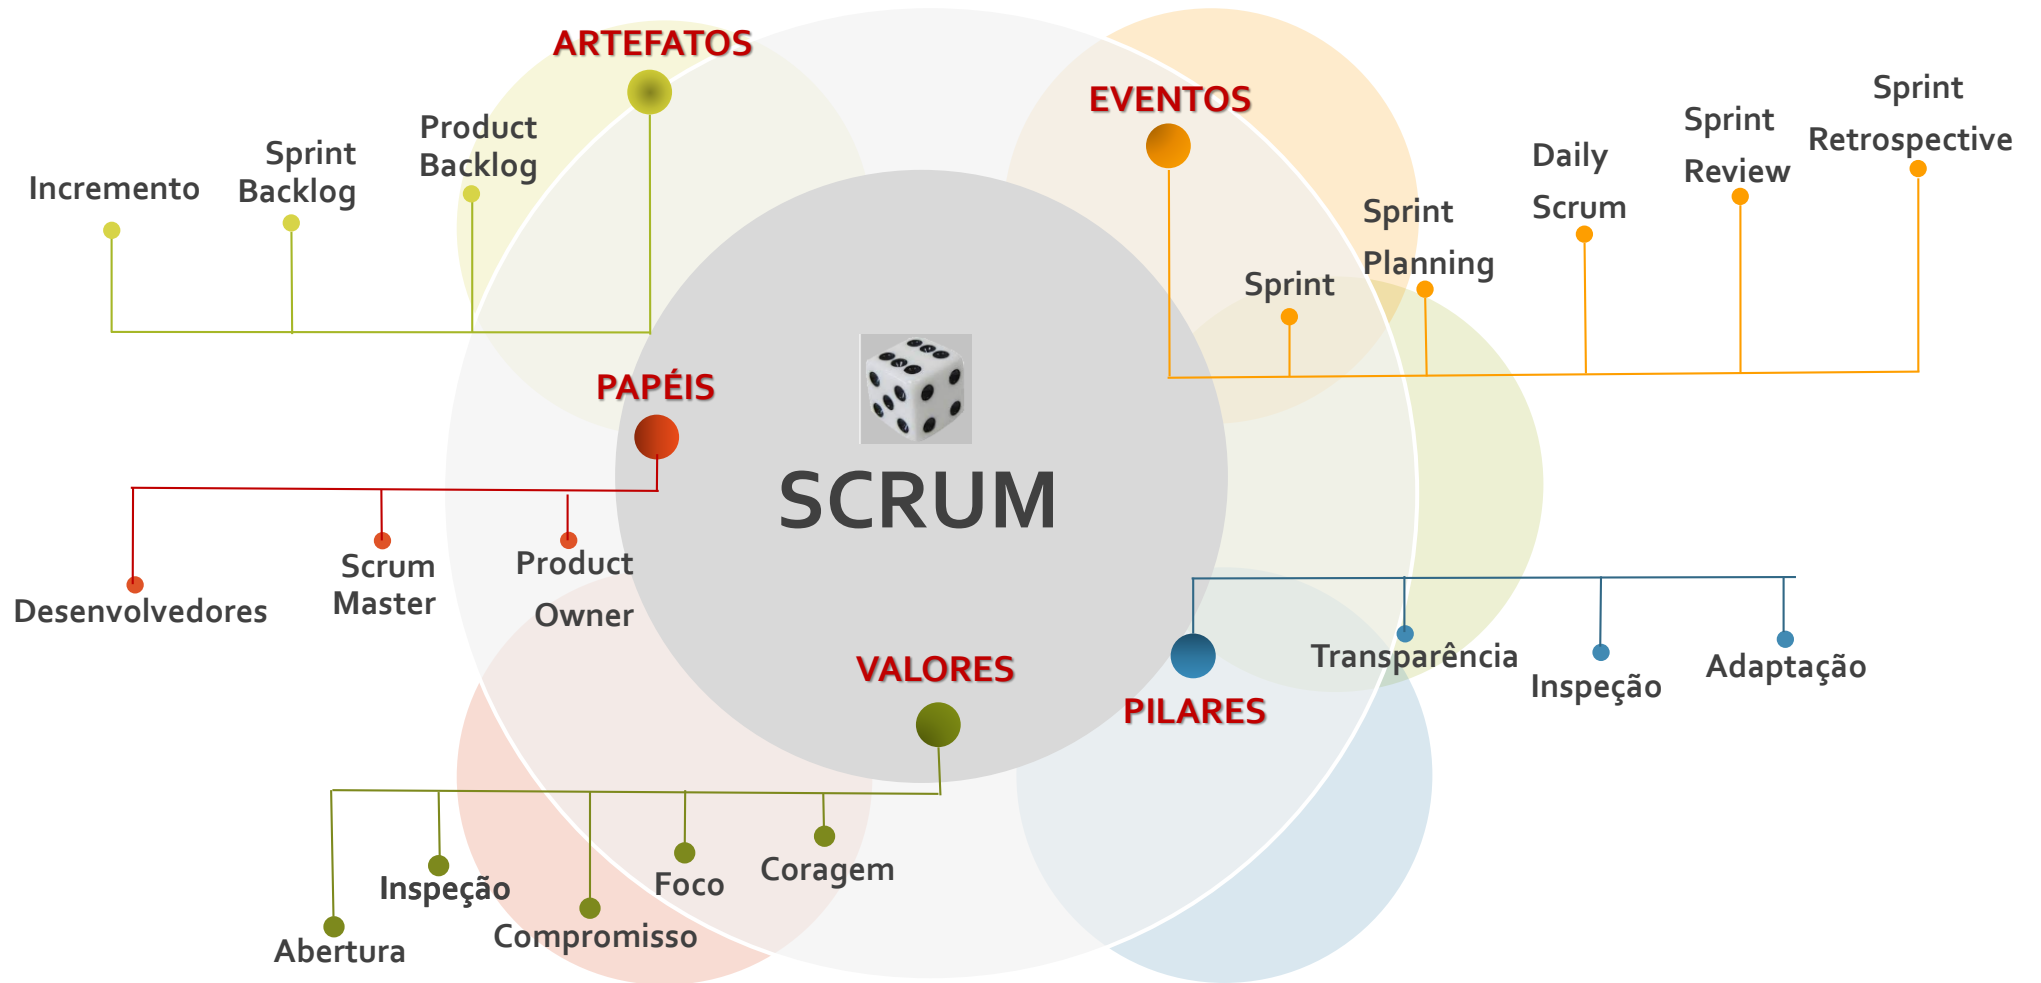 ARTEFATOS
Incremento
Sprint
Backlog
Product
Backlog
EVENTOS
Sprint
Sprint
Planning
Daily
Scrum
Sprint
Review
Sprint
Retrospective
PAPÉIS
Desenvolvedores
Scrum
Master
Product
Owner
SCRUM
VALORES
Abertura
Inspeção
Compromisso
Foco
Coragem
PILARES
Transparência
Inspeção
Adaptação